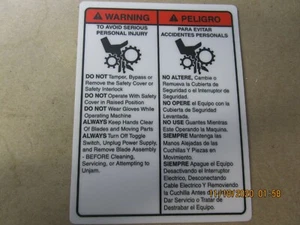 WARNING
TO AVOID SERIOUS
PERSONAL INJURY
DO NOT Tamper, Bypass or
Remove the Safety Cover or
Safety Interlock
DO NOT Operate With Safety
Cover in Raised Position
DO NOT Wear Gloves While
Operating Machine
ALWAYS Keep Hands Clear
Of Blades and Moving Parts
ALWAYS Turn Off Toggle
Switch, Unplug Power Supply,
and Remove Blade Assembly
- BEFORE Cleaning,
Servicing, or Attempting to
Unjam.
PELIGRO
PARA EVITAR
ACCIDENTES PERSONALS
NO ALTERE, Cambie o
Remueva la Cubierta de
Seguridad o el Interruptor de
Seguridad.
NO OPERE el Equipo con la
Cubierta de Seguridad
Levantada.
NO USE Guantes Mientras
Este Operando la Maquina.
SIEMPRE Mantenga las
Manos Alejadas de las
Cuchillas Y Piezas en
Movimiento.
SIEMPRE Apague el Equipo
Desactivando el Interruptor
Electrico, Desconectando
Cable Electrico Y Removiendo
la Cuchilla Antes de
Dar Servicio o Tratar de
Destrabar el Equipo.
01:58